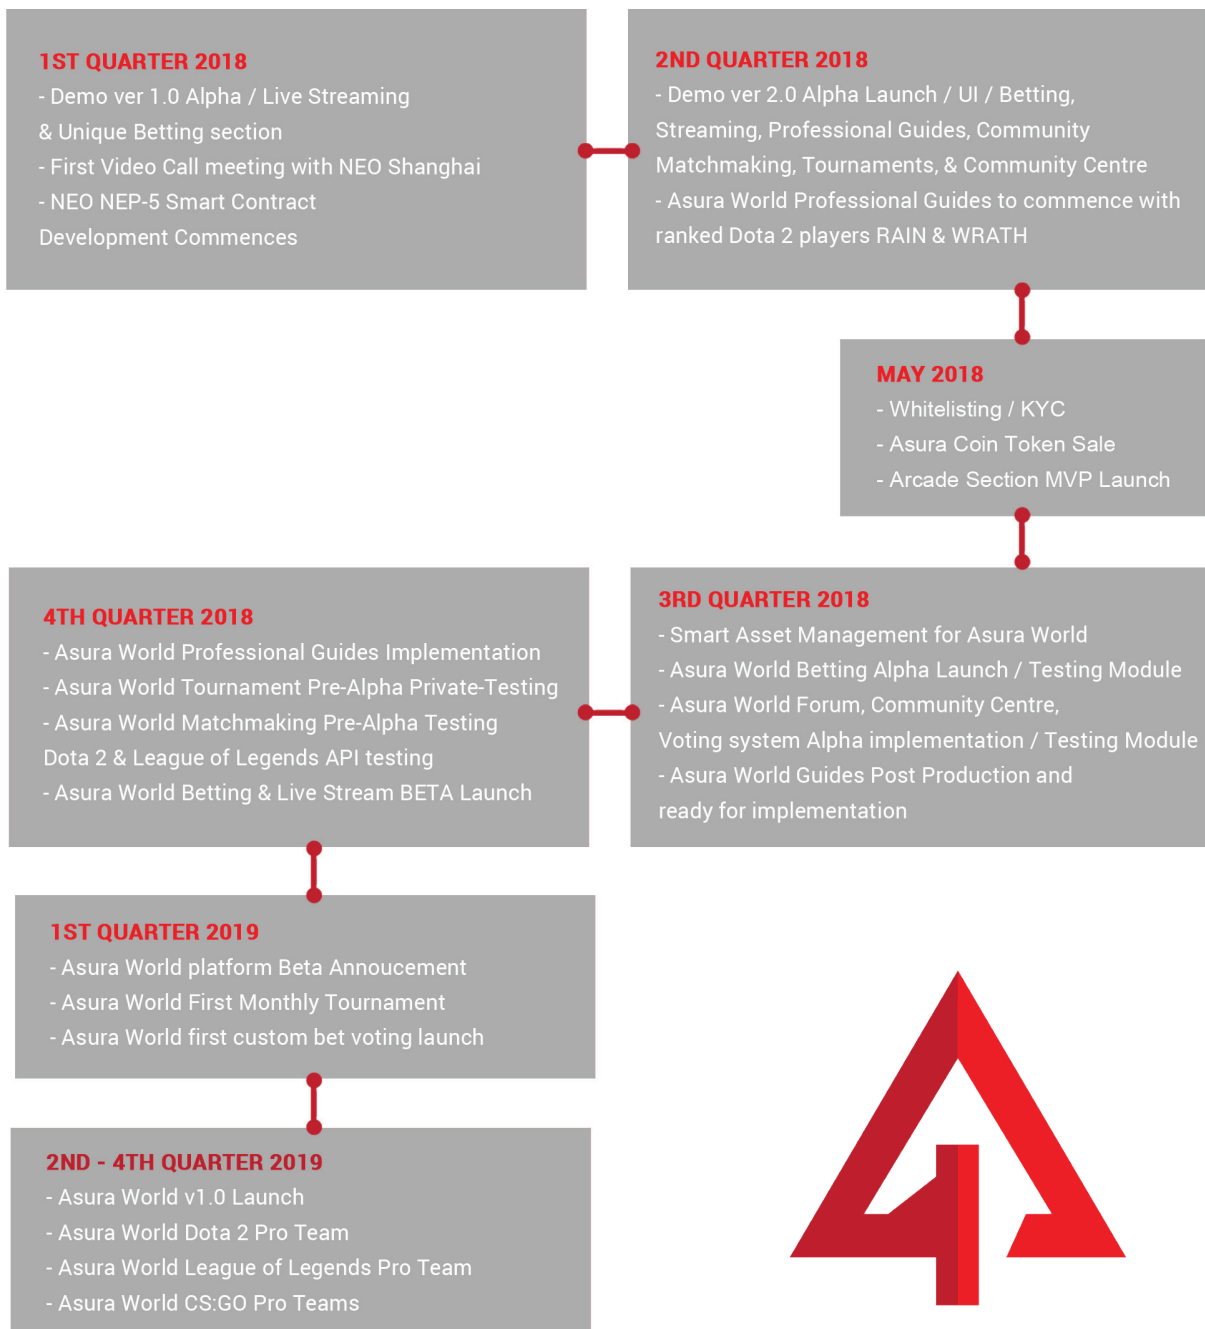 1ST QUARTER 2018
- Demo ver 1.0 Alpha / Live Streaming
& Unique Betting section
- First Video Call meeting with NEO Shanghai
- NEO NEP-5 Smart Contract
Development Commences
2ND QUARTER 2018
- Demo ver 2.0 Alpha Launch / UI / Betting,
Streaming, Professional Guides, Community
Matchmaking, Tournaments, & Community Centre
- Asura World Professional Guides to commence with
ranked Dota 2 players RAIN & WRATH
MAY 2018
- Whitelisting / KYC
- Asura Coin Token Sale
- Arcade Section MVP Launch
3RD QUARTER 2018
- Smart Asset Management for Asura World
- Asura World Betting Alpha Launch / Testing Module
- Asura World Forum, Community Centre,
Voting system Alpha implementation / Testing Module
- Asura World Guides Post Production and
ready for implementation
4TH QUARTER 2018
- Asura World Professional Guides Implementation
- Asura World Tournament Pre-Alpha Private-Testing
- Asura World Matchmaking Pre-Alpha Testing
Dota 2 & League of Legends API testing
- Asura World Betting & Live Stream BETA Launch
1ST QUARTER 2019
- Asura World platform Beta Annoucement
- Asura World First Monthly Tournament
- Asura World first custom bet voting launch
2ND - 4TH QUARTER 2019
- Asura World v1.0 Launch
- Asura World Dota 2 Pro Team
- Asura World League of Legends Pro Team
- Asura World CS:GO Pro Teams